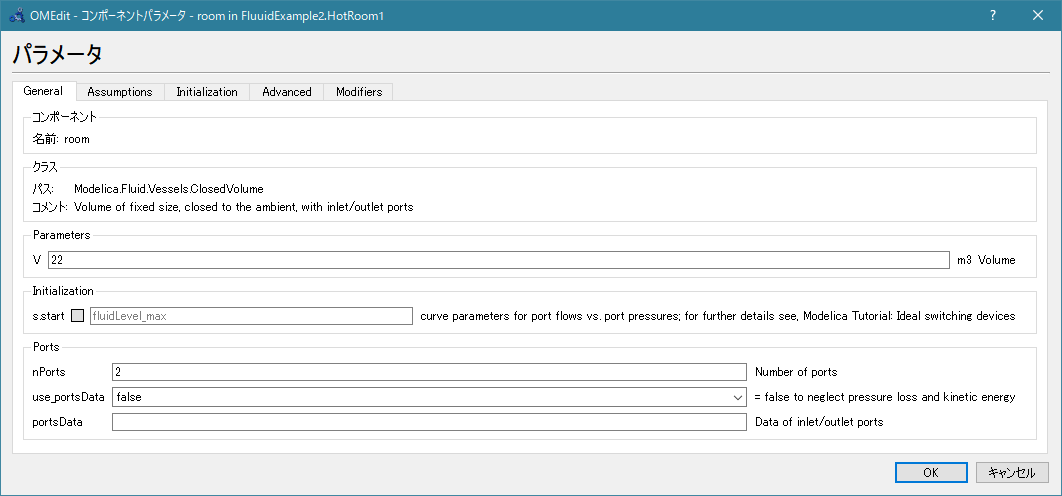 OMEdit - コンポーネントパラメータ - room in FluuidExample2.HotRoom1
パラメータ
General Assumptions Initialization Advanced Modifiers
コンポーネント
名前: room
クラス
パス: Modelica.Fluid.Vessels.ClosedVolume
コメント: Volume of fixed size, closed to the ambient, with inlet/outlet ports
Parameters
V 22 m3 Volume
Initialization
s.start fluidLevel_max curve parameters for port flows vs. port pressures; for further details see, Modelica Tutorial: Ideal switching devices
Ports
nPorts 2 Number of ports
use_portsData false = false to neglect pressure loss and kinetic energy
portsData Data of inlet/outlet ports
OK キャンセル